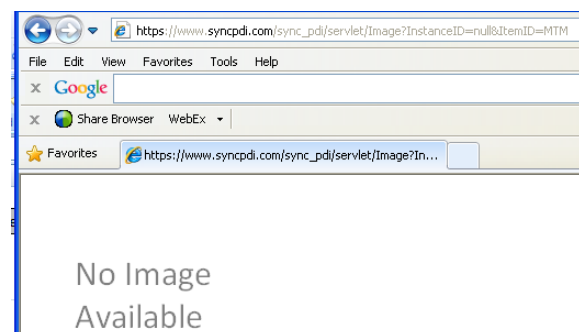 https://www.syncpdi.com/sync_pdi/servlet/Image?InstanceID=null&ItemID=MTM
File Edit View Favorites Tools Help
x Google
x Share Browser WebEx
Favorites https://www.syncpdi.com/sync_pdi/servlet/Image?In...
No Image
Available